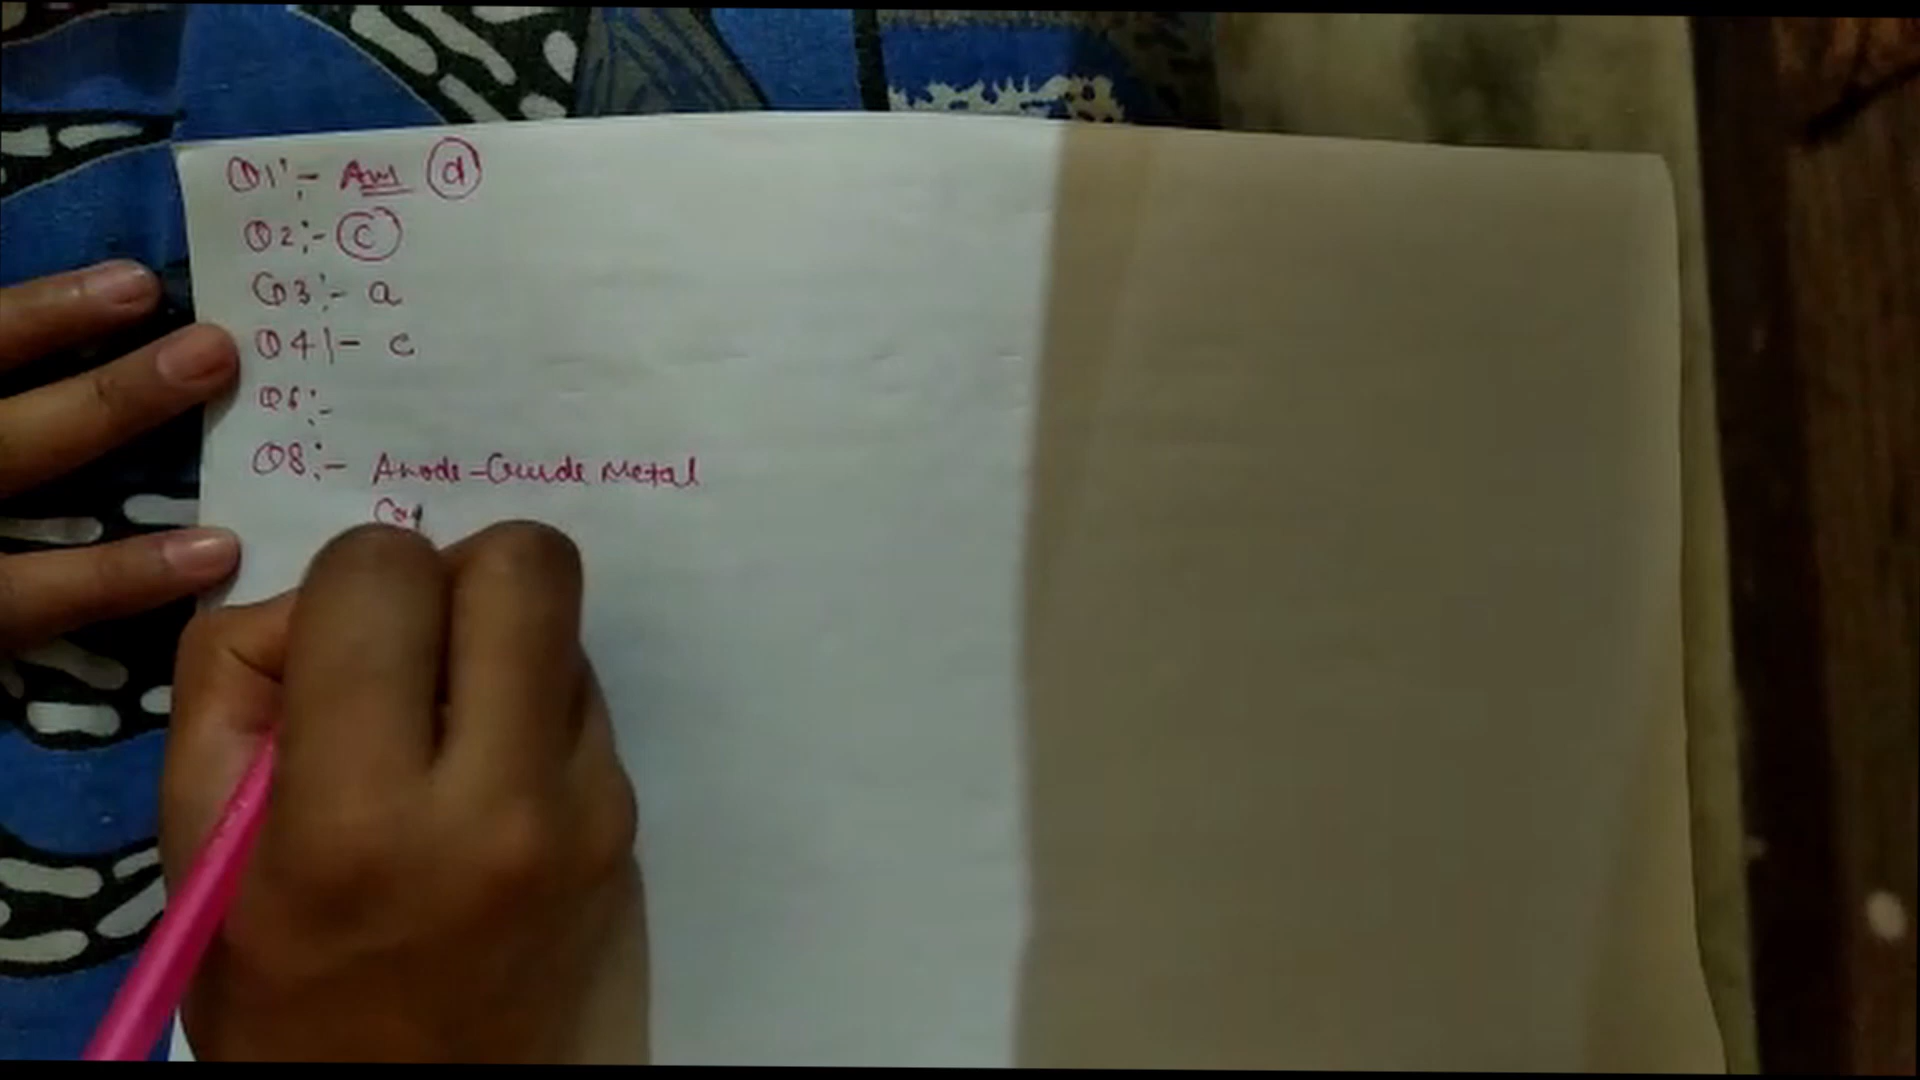 Q1:- Ans (d)
Q2:- (c)
Q3:- a
Q4:- c
Q6:-
Q8:- Anode-Crude Metal